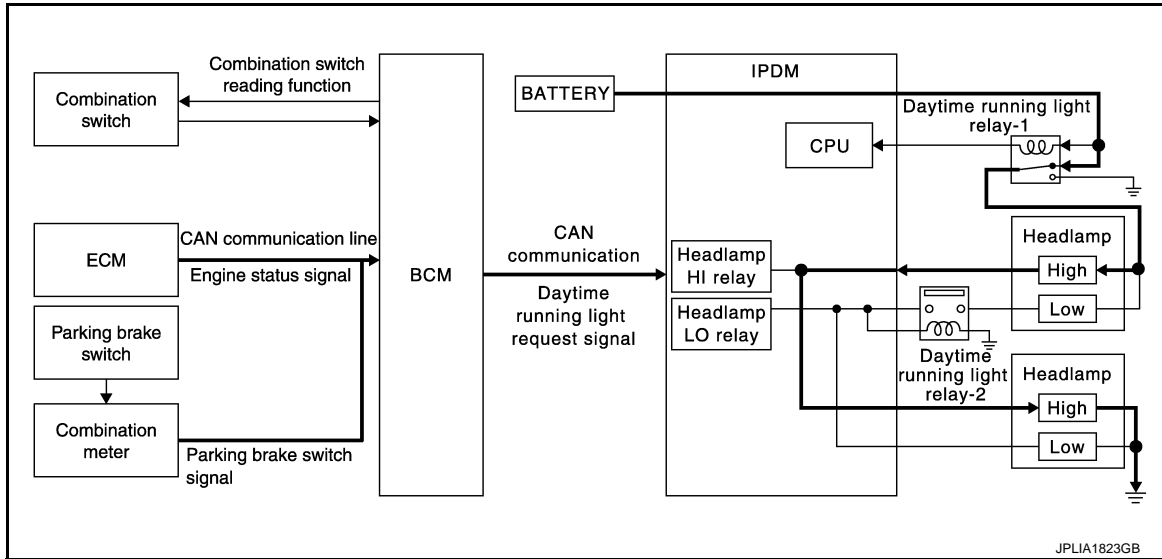 Combination switch
reading function
Combination
switch
ECM
CAN communication line
Engine status signal
Parking brake
switch
Combination
meter
Parking brake switch
signal
BCM
CAN
communication
Daytime
running light
request signal
BATTERY
IPDM
CPU
Daytime running light
relay-1
Headlamp
HI relay
Headlamp
LO relay
Headlamp
High
Low
Daytime
running light
relay-2
Headlamp
High
Low
JPLIA1823GB